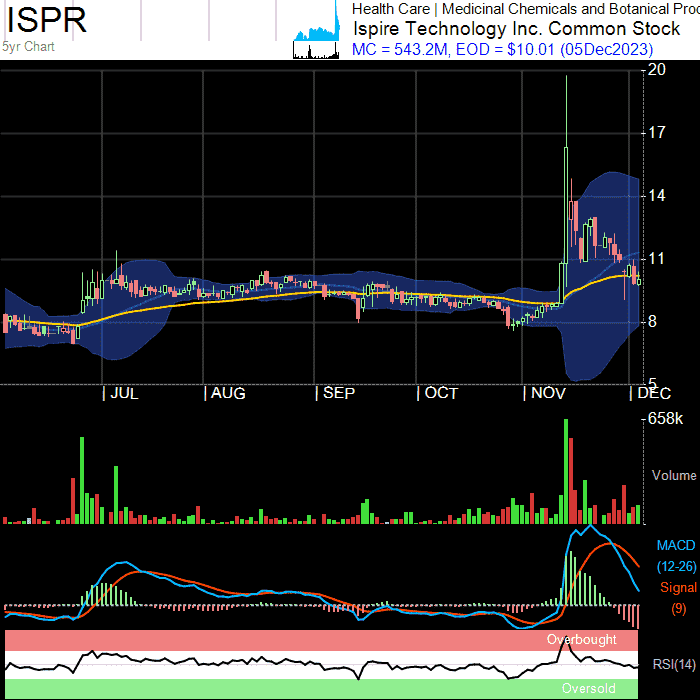 ISPR
5yr Chart
Health Care | Medicinal Chemicals and Botanical Proc
Ispire Technology Inc. Common Stock
MC = 543.2M, EOD = $10.01 (05Dec2023)
20
17
14
11
8
5
JUL AUG SEP OCT NOV DEC
658k
Volume
MACD
(12-26)
Signal
(9)
Overbought
RSI(14)
Oversold